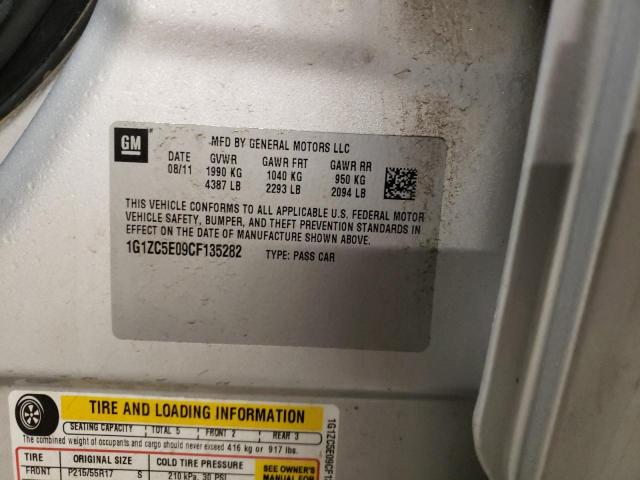 GM
MFD BY GENERAL MOTORS LLC
DATE GVWR GAWR FRT GAWR RR
08/11 1990 KG 1040 KG 950 KG
4387 LB 2293 LB 2094 LB
THIS VEHICLE CONFORMS TO ALL APPLICABLE U.S. FEDERAL MOTOR
VEHICLE SAFETY, BUMPER, AND THEFT PREVENTION STANDARDS IN
EFFECT ON THE DATE OF MANUFACTURE SHOWN ABOVE.
1G1ZC5E09CF135282 TYPE: PASS CAR
TIRE AND LOADING INFORMATION
SEATING CAPACITY TOTAL 5 FRONT 2 REAR 3
The combined weight of occupants and cargo should never exceed 416 kg or 917 lbs.
TIRE ORIGINAL SIZE COLD TIRE PRESSURE
SEE OWNER'S
FRONT P215/55R17 S 210 kPa, 30 PSI
MANUAL FOR
1G1ZC5E09CF1